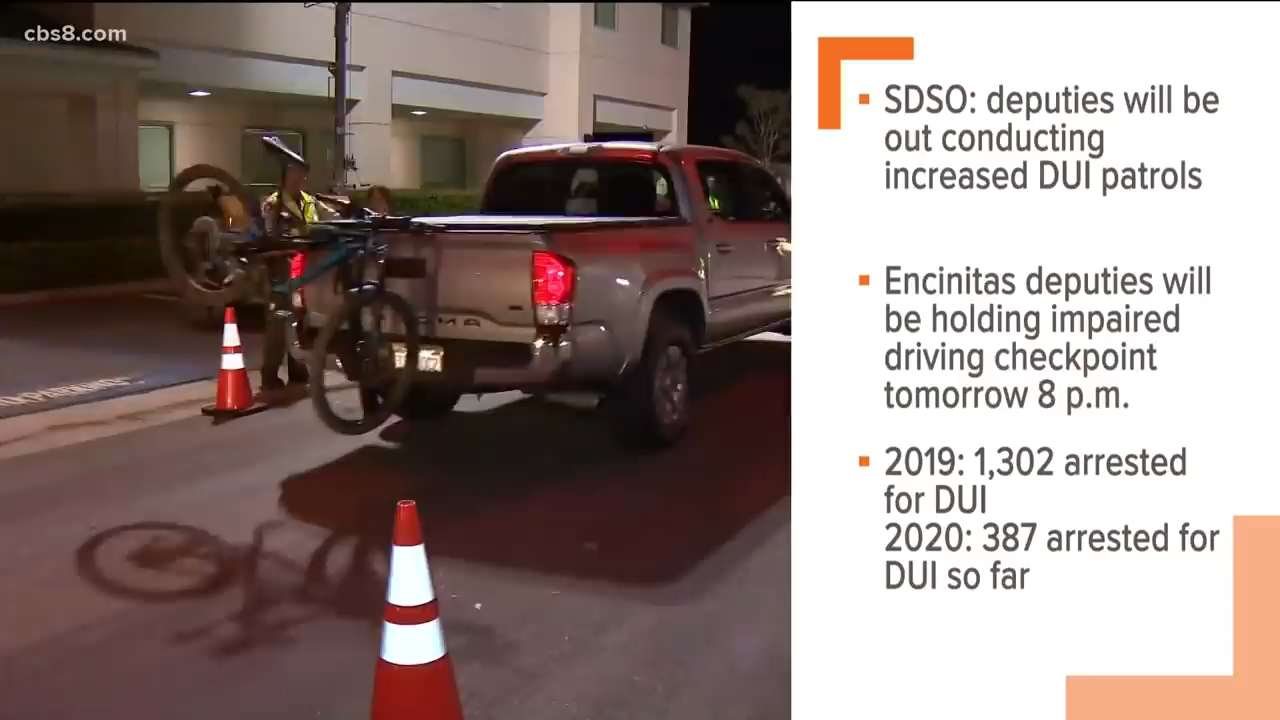 cbs8.com
SDSO: deputies will be
out conducting
increased DUI patrols
Encinitas deputies will
be holding impaired
driving checkpoint
tomorrow 8 p.m.
2019: 1,302 arrested
for DUI
2020: 387 arrested for
DUI so far